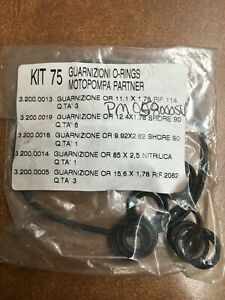 KIT 75
GUARNIZIONI O-RINGS
MOTOPOMPA PARTNER
3.200.0013 GUARNIZIONE OR 11,1 X 1,78 RIF.114
Q.TA' 3
3.200.0019 GUARNIZIONE OR 12.4X1.78 SHORE 90
Q.TA' 6
3.200.0018 GUARNIZIONE OR 9.92X2.62 SHORE 90
Q.TA' 1
3.200.0014 GUARNIZIONE OR 85 X 2,5 NITRILICA
Q.TA' 1
3.200.0005 GUARNIZIONE OR 15,6 X 1,78 RIF.2062
Q.TA' 3